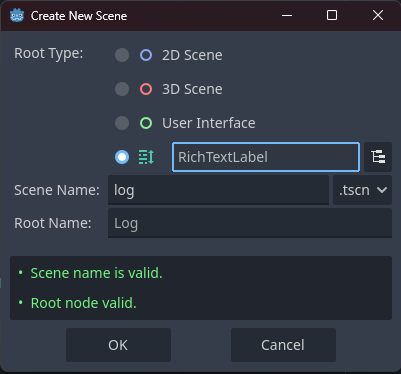 Create New Scene
Root Type:
2D Scene
3D Scene
User Interface
RichTextLabel
Scene Name: log .tscn
Root Name: Log
• Scene name is valid.
• Root node valid.
OK Cancel